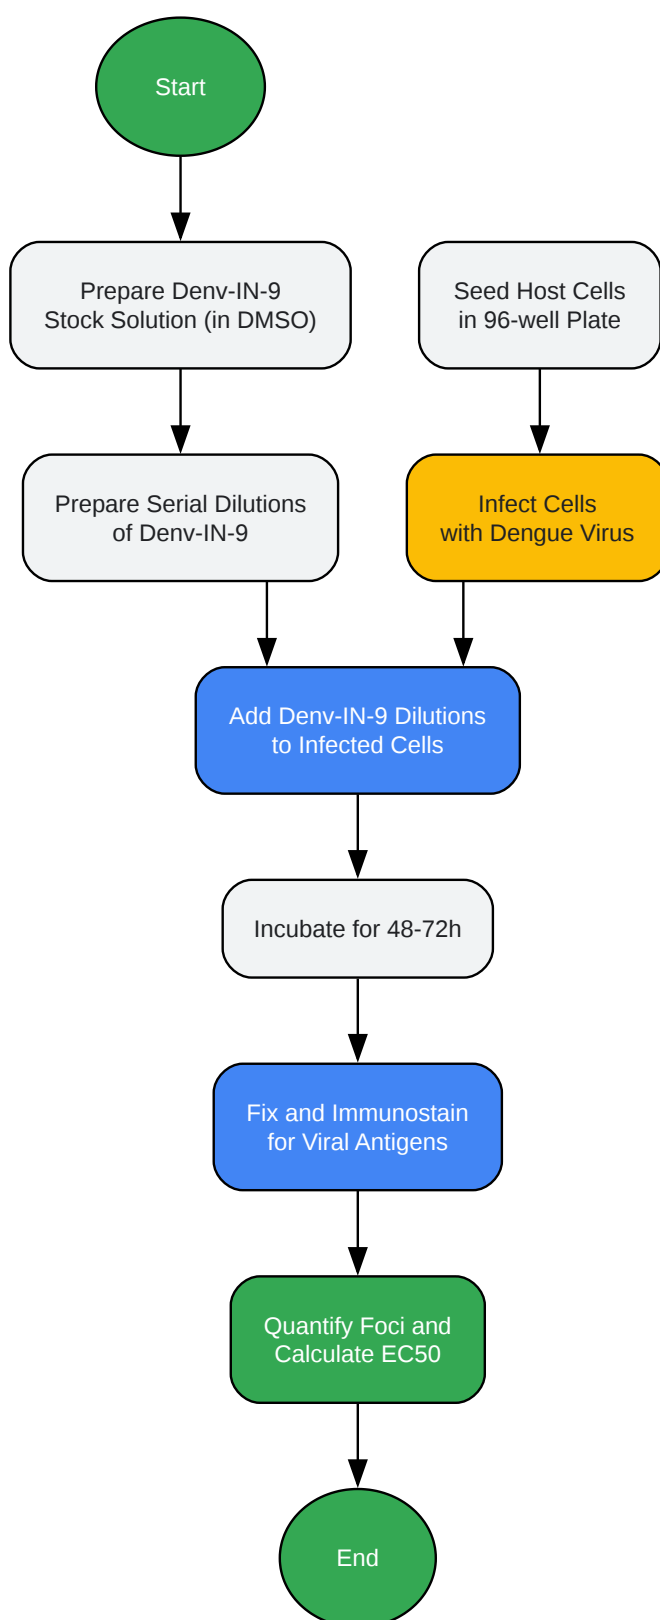 Start
Prepare Denv-IN-9
Stock Solution (in DMSO)
Seed Host Cells
in 96-well Plate
Prepare Serial Dilutions
of Denv-IN-9
Infect Cells
with Dengue Virus
Add Denv-IN-9 Dilutions
to Infected Cells
Incubate for 48-72h
Fix and Immunostain
for Viral Antigens
Quantify Foci and
Calculate EC50
End